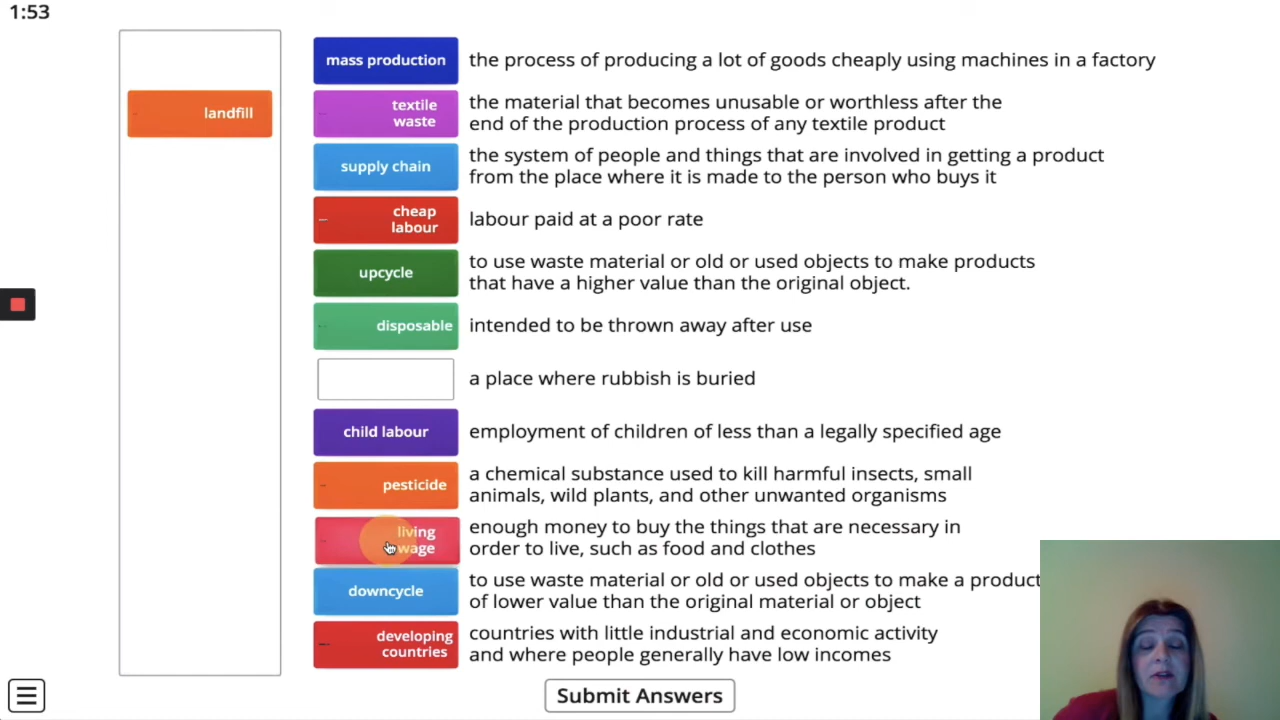 1:53
mass production
the process of producing a lot of goods cheaply using machines in a factory
landfill
textile
waste
the material that becomes unusable or worthless after the
end of the production process of any textile product
supply chain
the system of people and things that are involved in getting a product
from the place where it is made to the person who buys it
cheap
labour
labour paid at a poor rate
upcycle
to use waste material or old or used objects to make products
that have a higher value than the original object.
disposable
intended to be thrown away after use
a place where rubbish is buried
child labour
employment of children of less than a legally specified age
pesticide
a chemical substance used to kill harmful insects, small
animals, wild plants, and other unwanted organisms
living
wage
enough money to buy the things that are necessary in
order to live, such as food and clothes
downcycle
to use waste material or old or used objects to make a product
of lower value than the original material or object
developing
countries
countries with little industrial and economic activity
and where people generally have low incomes
Submit Answers